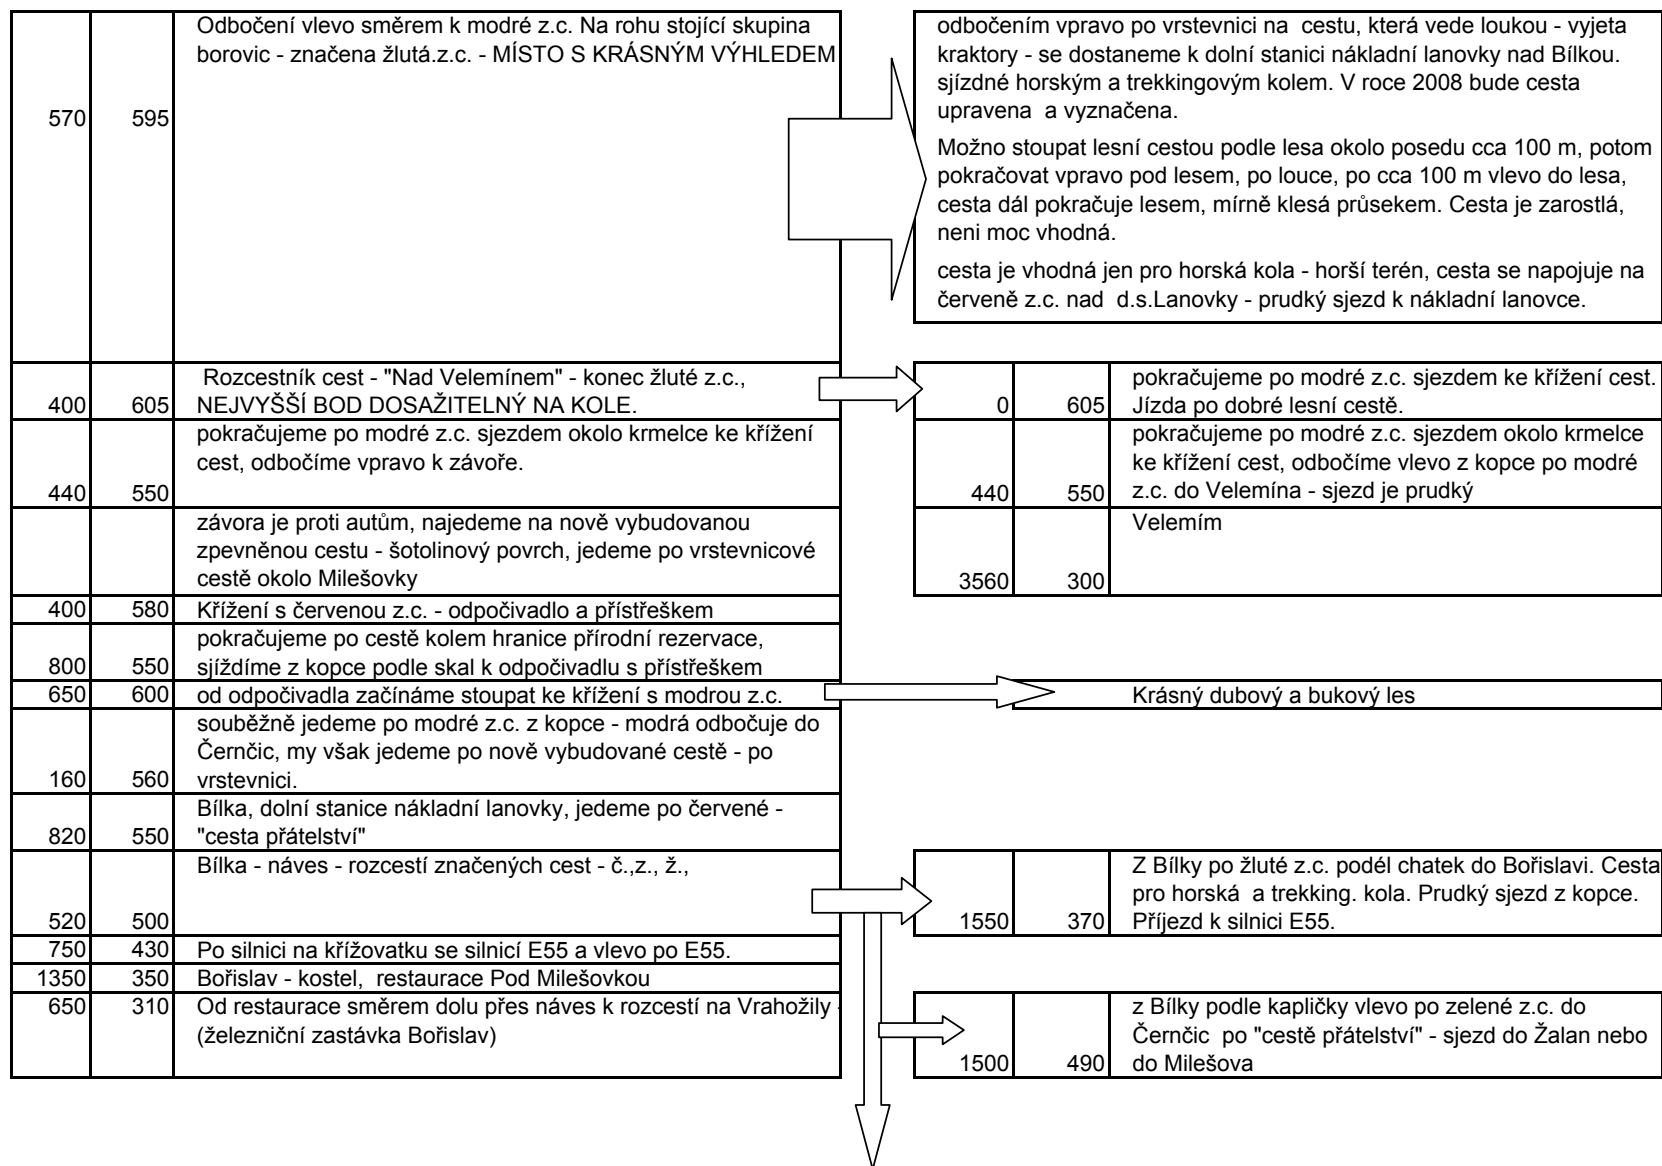 Odbočení vlevo směrem k modré z.c. Na rohu stojící skupina
borovic - značena žlutá.z.c. - MÍSTO S KRÁSNÝM VÝHLEDEM
570 595
odbočením vpravo po vrstevnici na cestu, která vede loukou - vyjeta
kraktory - se dostaneme k dolní stanici nákladní lanovky nad Bílkou.
sjízdné horským a trekkingovým kolem. V roce 2008 bude cesta
upravena a vyznačena.
Možno stoupat lesní cestou podle lesa okolo posedu cca 100 m, potom
pokračovat vpravo pod lesem, po louce, po cca 100 m vlevo do lesa,
cesta dál pokračuje lesem, mírně klesá průsekem. Cesta je zarostlá,
neni moc vhodná.
cesta je vhodná jen pro horská kola - horší terén, cesta se napojuje na
červeně z.c. nad d.s.Lanovky - prudký sjezd k nákladní lanovce.
Rozcestník cest - "Nad Velemínem" - konec žluté z.c.,
400 605 NEJVYŠŠÍ BOD DOSAŽITELNÝ NA KOLE.
pokračujeme po modré z.c. sjezdem ke křížení cest.
0 605 Jízda po dobré lesní cestě.
pokračujeme po modré z.c. sjezdem okolo krmelce ke křížení
cest, odbočíme vpravo k závoře.
440 550
pokračujeme po modré z.c. sjezdem okolo krmelce
ke křížení cest, odbočíme vlevo z kopce po modré
440 550 z.c. do Velemína - sjezd je prudký
závora je proti autům, najedeme na nově vybudovanou
zpevněnou cestu - šotolinový povrch, jedeme po vrstevnicové
cestě okolo Milešovky
Velemím
3560 300
400 580 Křížení s červenou z.c. - odpočivadlo a přístřeškem
pokračujeme po cestě kolem hranice přírodní rezervace,
800 550 sjíždíme z kopce podle skal k odpočivadlu s přístřeškem
650 600 od odpočivadla začínáme stoupat ke křížení s modrou z.c.
Krásný dubový a bukový les
souběžně jedeme po modré z.c. z kopce - modrá odbočuje do
Černčic, my však jedeme po nově vybudované cestě - po
160 560 vrstevnici.
Bílka, dolní stanice nákladní lanovky, jedeme po červené -
820 550 "cesta přátelství"
Bílka - náves - rozcestí značených cest - č.,z., ž.,
520 500
Z Bílky po žluté z.c. podél chatek do Bořislavi. Cesta
pro horská a trekking. kola. Prudký sjezd z kopce.
1550 370 Příjezd k silnici E55.
750 430 Po silnici na křížovatku se silnicí E55 a vlevo po E55.
1350 350 Bořislav - kostel, restaurace Pod Milešovkou
650 310 Od restaurace směrem dolu přes náves k rozcestí na Vrahožily -
(železniční zastávka Bořislav)
z Bílky podle kapličky vlevo po zelené z.c. do
Černčic po "cestě přátelství" - sjezd do Žalan nebo
1500 490 do Milešova